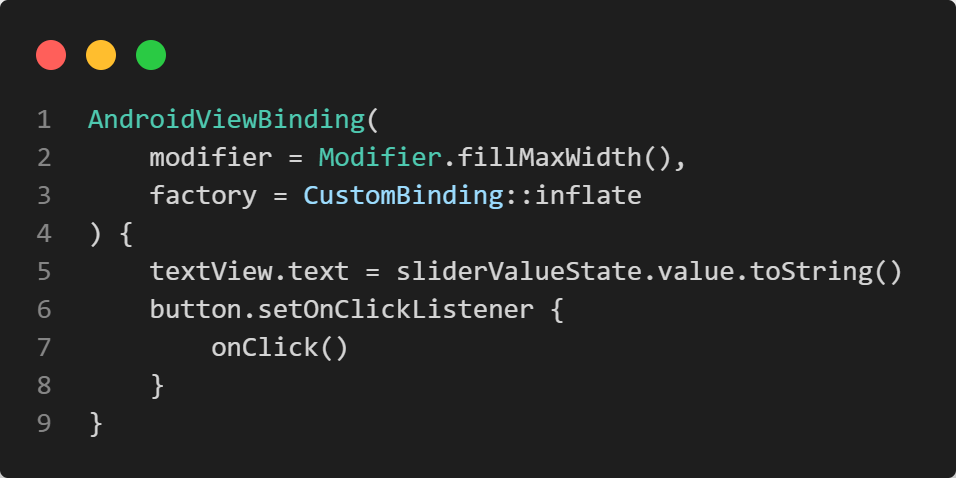 1 AndroidViewBinding(
2     modifier = Modifier.fillMaxWidth(),
3     factory = CustomBinding::inflate
4 ) {
5     textView.text = sliderValueState.value.toString()
6     button.setOnClickListener {
7         onClick()
8     }
9 }